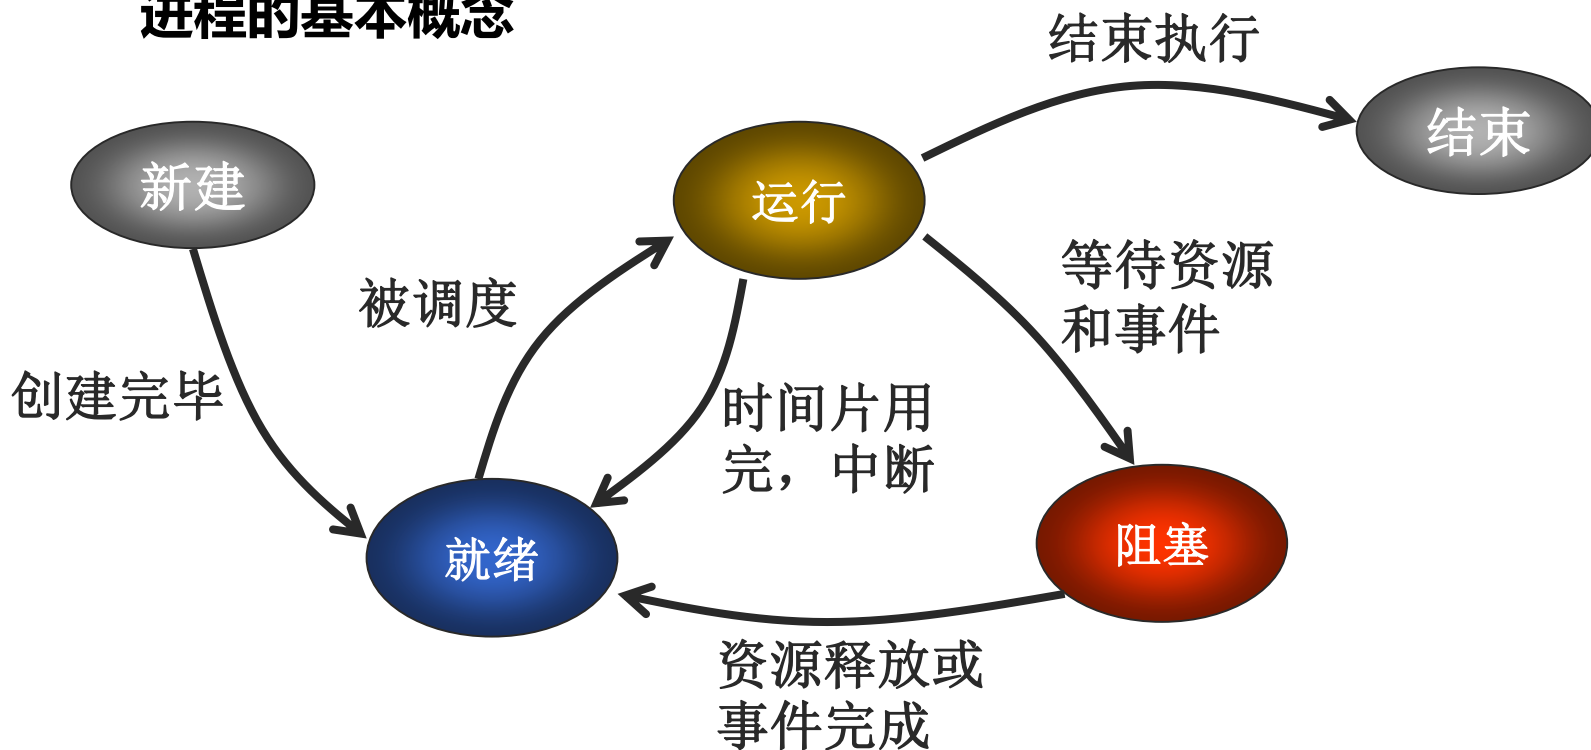 进程的基本概念
结束执行
结束
新建
运行
等待资源
和事件
被调度
创建完毕
时间片用
完，中断
就绪
阻塞
资源释放或
事件完成